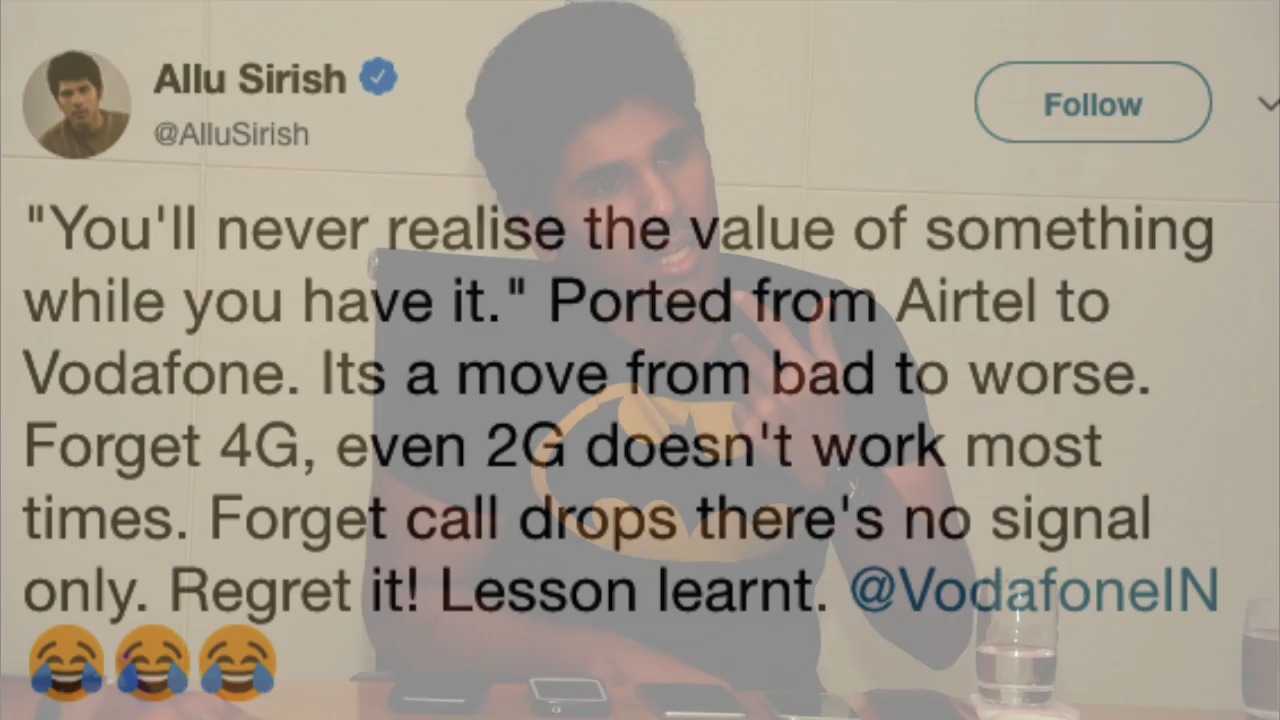 Allu Sirish
@AlluSirish
Follow
"You'll never realise the value of something
while you have it." Ported from Airtel to
Vodafone. Its a move from bad to worse.
Forget 4G, even 2G doesn't work most
times. Forget call drops there's no signal
only. Regret it! Lesson learnt. @VodafoneIN
😂😂😂